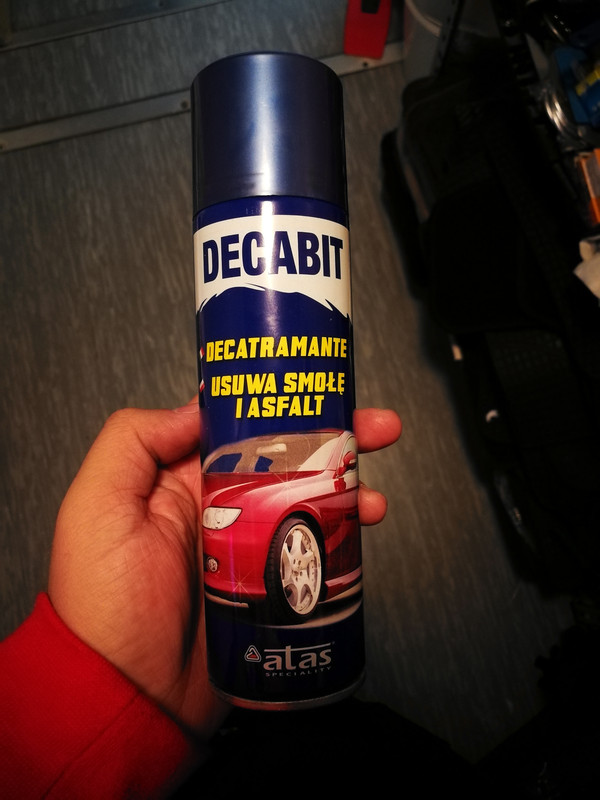 DECABIT
DECATRAMANTE
USUWA SMOŁĘ
I ASFALT
atas
SPECIALITY